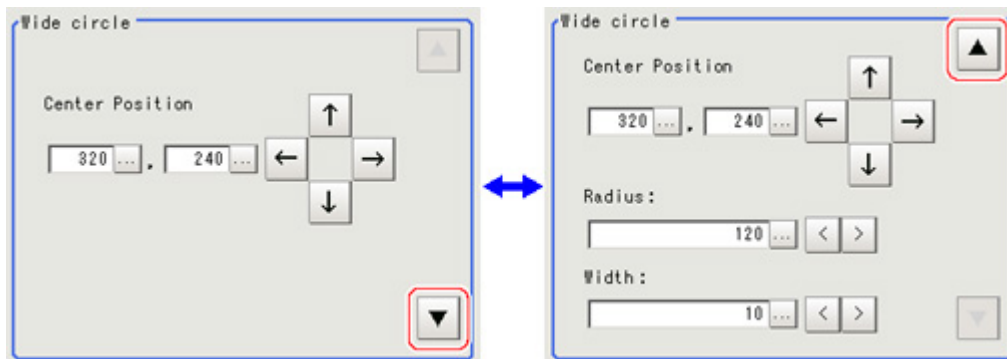 Wide circle
Center Position
320 ... , 240 ...
Wide circle
Center Position
320 ... , 240 ...
Radius:
120 ... < >
Width:
10 ... < >